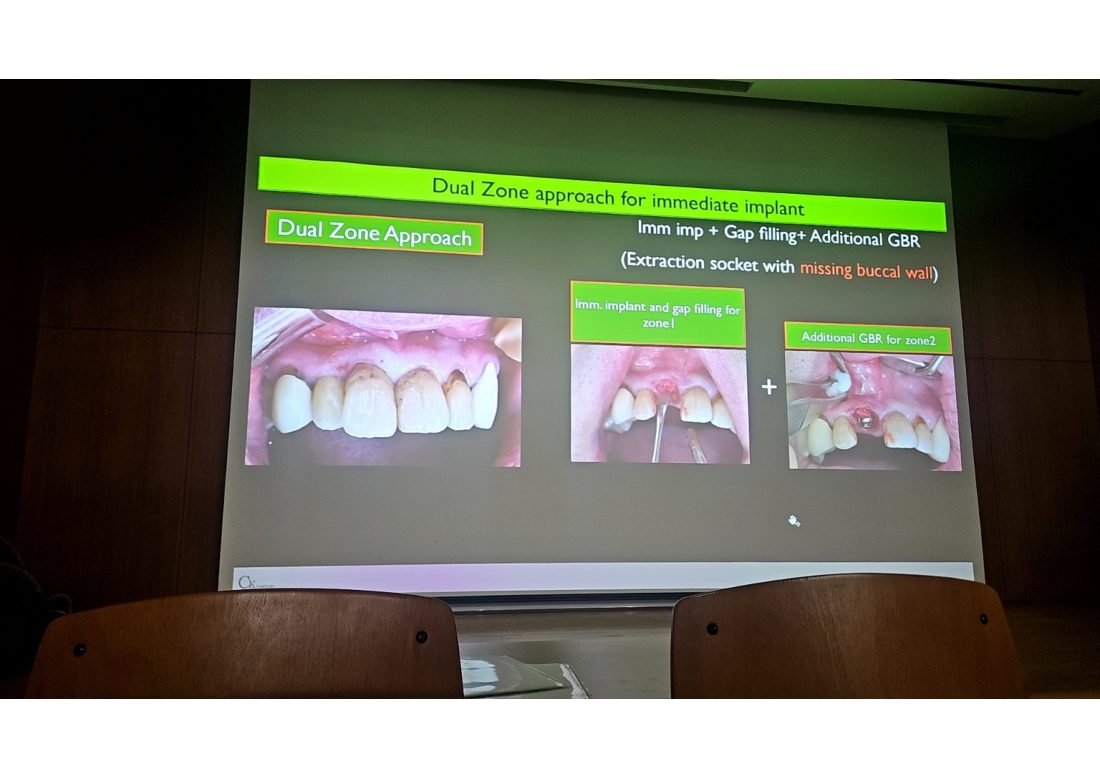 Dual Zone approach for immediate implant
Dual Zone Approach
Imm imp + Gap filling+ Additional GBR
(Extraction socket with missing buccal wall)
Imm. implant and gap filling for
zone1
+
Additional GBR for zone2